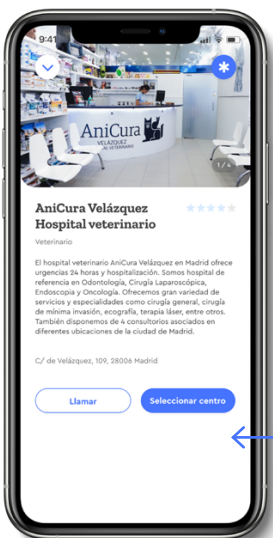 9:41
AniCura
VELÁZQUEZ
1/4
AniCura Velázquez
Hospital veterinario
Veterinario
El hospital veterinario AniCura Velázquez en Madrid ofrece
urgencias 24 horas y hospitalización. Somos hospital de
referencia en Odontología, Cirugía Laparoscópica,
Endoscopia y Oncología. Ofrecemos gran variedad de
servicios y especialidades como cirugía general, cirugía
de mínima invasión, ecografía, terapia láser, entre otros.
También disponemos de 4 consultorios asociados en
diferentes ubicaciones de la ciudad de Madrid.
C/ de Velázquez, 109, 28006 Madrid
Llamar
Seleccionar centro